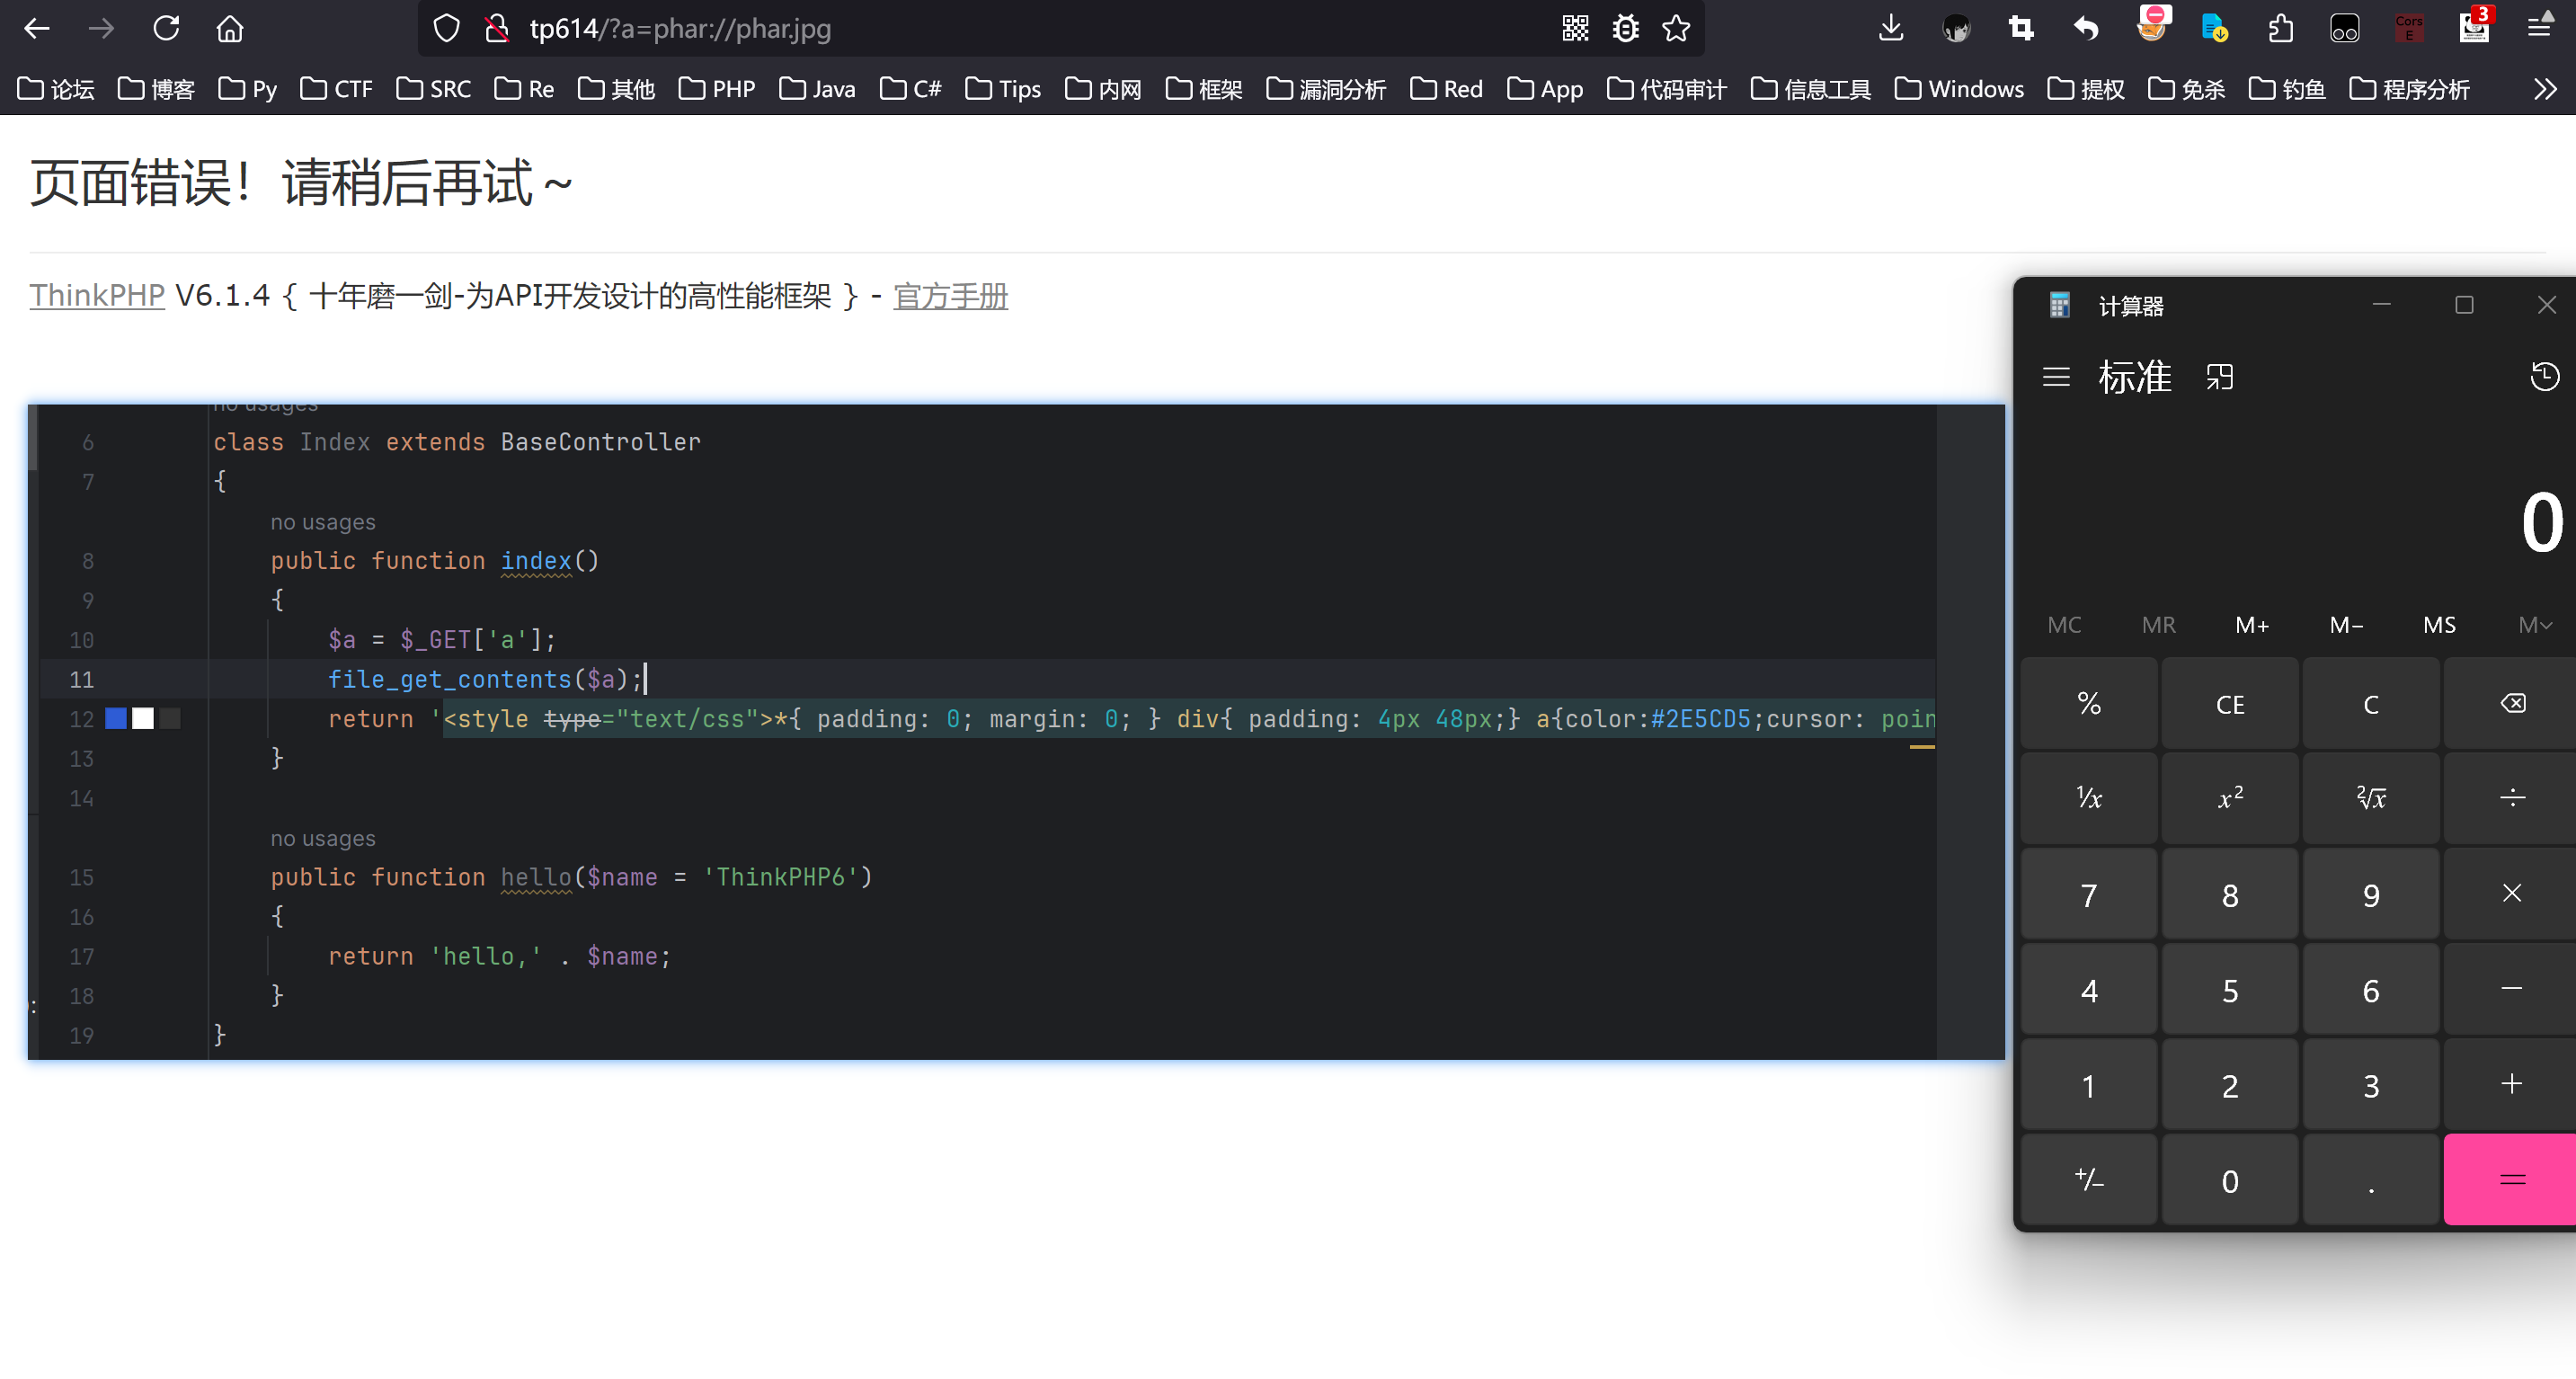 tp614/?a=phar://phar.jpg
Cors
E
3
论坛 博客 Py CTF SRC Re 其他 PHP Java C# Tips 内网 框架 漏洞分析 Red App 代码审计 信息工具 Windows 提权 免杀 钓鱼 程序分析
页面错误！请稍后再试～
ThinkPHP V6.1.4 { 十年磨一剑-为API开发设计的高性能框架 } - 官方手册
no usages
6 class Index extends BaseController
7 {
no usages
8 public function index()
9 {
10 $a = $_GET['a'];
11 file_get_contents($a);
12 return '<style type="text/css">*{ padding: 0; margin: 0; } div{ padding: 4px 48px;} a{color:#2E5CD5;cursor: poin
13 }
14
no usages
15 public function hello($name = 'ThinkPHP6')
16 {
17 return 'hello,' . $name;
18 }
19 }
计算器
标准
0
MC MR M+ M− MS M
% CE C
⅟x x² ²√x ÷
7 8 9 ×
4 5 6 −
1 2 3 +
+/− 0 . =